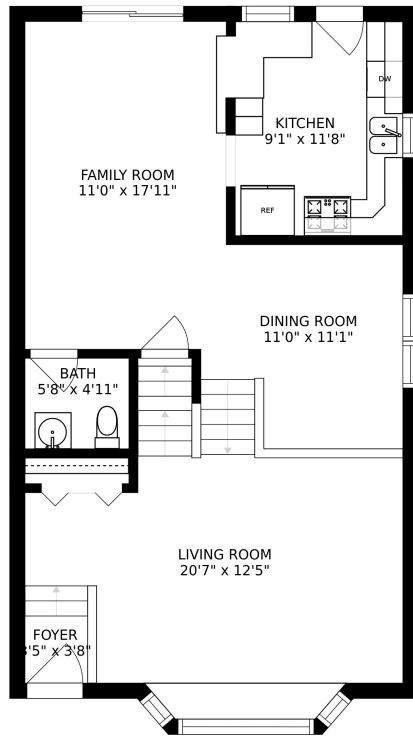 DW
KITCHEN
9'1" x 11'8"
FAMILY ROOM
11'0" x 17'11"
REF
DINING ROOM
11'0" x 11'1"
BATH
5'8" x 4'11"
LIVING ROOM
20'7" x 12'5"
FOYER
x 3'8"